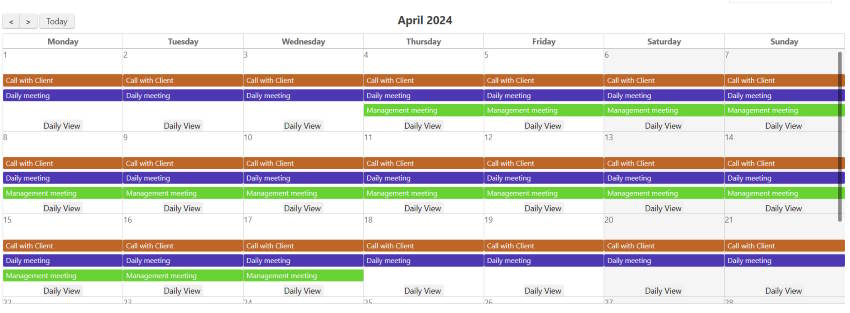 < > Today April 2024
Monday Tuesday Wednesday Thursday Friday Saturday Sunday
1 2 3 4 5 6 7
Call with Client Call with Client Call with Client Call with Client Call with Client Call with Client Call with Client
Daily meeting Daily meeting Daily meeting Daily meeting Daily meeting Daily meeting Daily meeting
Management meeting Management meeting Management meeting Management meeting
Daily View Daily View Daily View Daily View Daily View Daily View Daily View
8 9 10 11 12 13 14
Call with Client Call with Client Call with Client Call with Client Call with Client Call with Client Call with Client
Daily meeting Daily meeting Daily meeting Daily meeting Daily meeting Daily meeting Daily meeting
Management meeting Management meeting Management meeting Management meeting Management meeting Management meeting Management meeting
Daily View Daily View Daily View Daily View Daily View Daily View Daily View
15 16 17 18 19 20 21
Call with Client Call with Client Call with Client Call with Client Call with Client Call with Client Call with Client
Daily meeting Daily meeting Daily meeting Daily meeting Daily meeting Daily meeting Daily meeting
Management meeting Management meeting Management meeting
Daily View Daily View Daily View Daily View Daily View Daily View Daily View
22 23 24 25 26 27 28